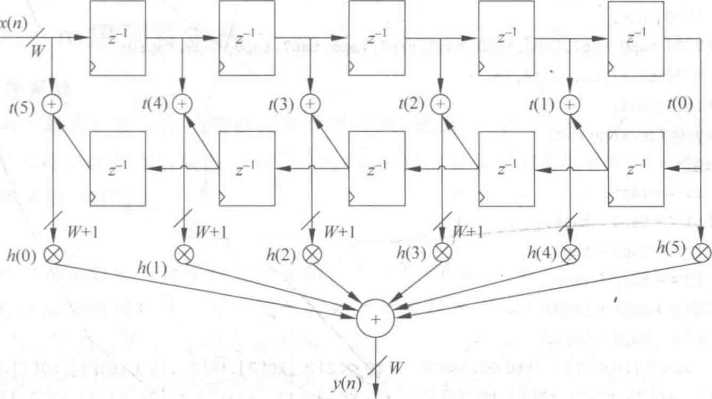 x(n)
W
z⁻¹ z⁻¹ z⁻¹ z⁻¹ z⁻¹
t(5) t(4) t(3) t(2) t(1) t(0)
z⁻¹ z⁻¹ z⁻¹ z⁻¹ z⁻¹
W+1 W+1 W+1 W+1
h(0) h(1) h(2) h(3) h(4) h(5)
+
W
y(n)